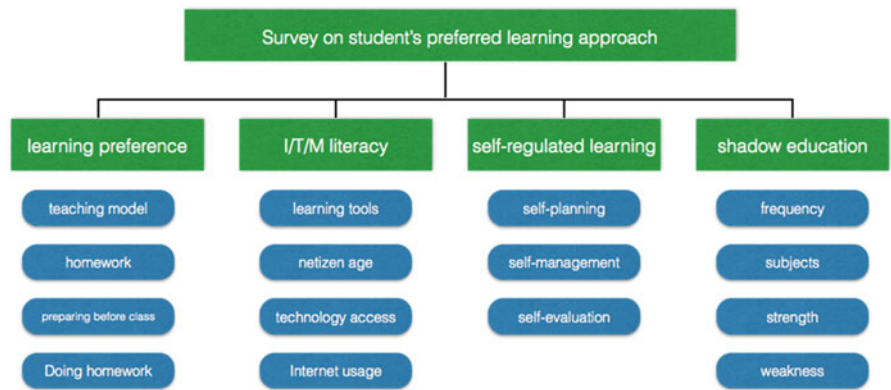 Survey on student's preferred learning approach
learning preference
teaching model
homework
preparing before class
Doing homework
I/T/M literacy
learning tools
netizen age
technology access
Internet usage
self-regulated learning
self-planning
self-management
self-evaluation
shadow education
frequency
subjects
strength
weakness